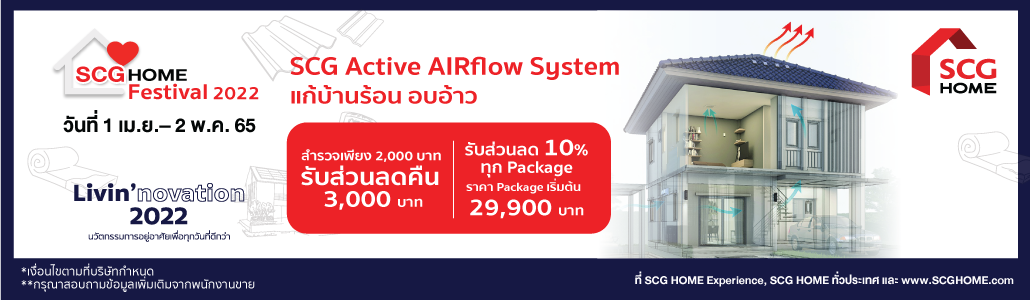 SCG HOME
Festival 2022
วันที่ 1 เม.ย.– 2 พ.ค. 65
Livin'novation
2022
นวัตกรรมการอยู่อาศัยเพื่อทุกวันที่ดีกว่า
SCG Active AIRflow System
แก้บ้านร้อน อบอ้าว
สำรวจเพียง 2,000 บาท
รับส่วนลดคืน
3,000 บาท
รับส่วนลด 10%
ทุก Package
ราคา Package เริ่มต้น
29,900 บาท
SCG
HOME
*เงื่อนไขตามที่บริษัทกำหนด
**กรุณาสอบถามข้อมูลเพิ่มเติมจากพนักงานขาย
ที่ SCG HOME Experience, SCG HOME ทั่วประเทศ และ www.SCGHOME.com